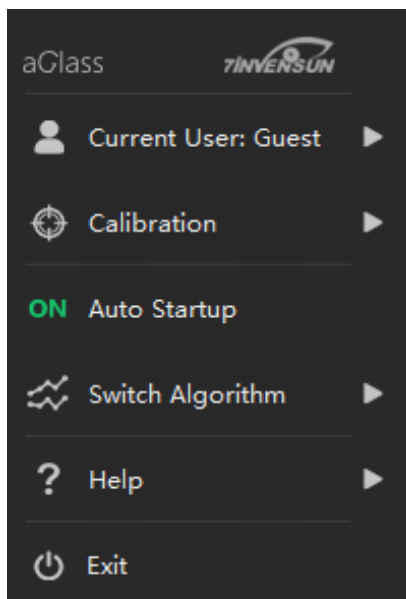 aGlass 7INVENSUN
Current User: Guest
Calibration
ON Auto Startup
Switch Algorithm
? Help
Exit